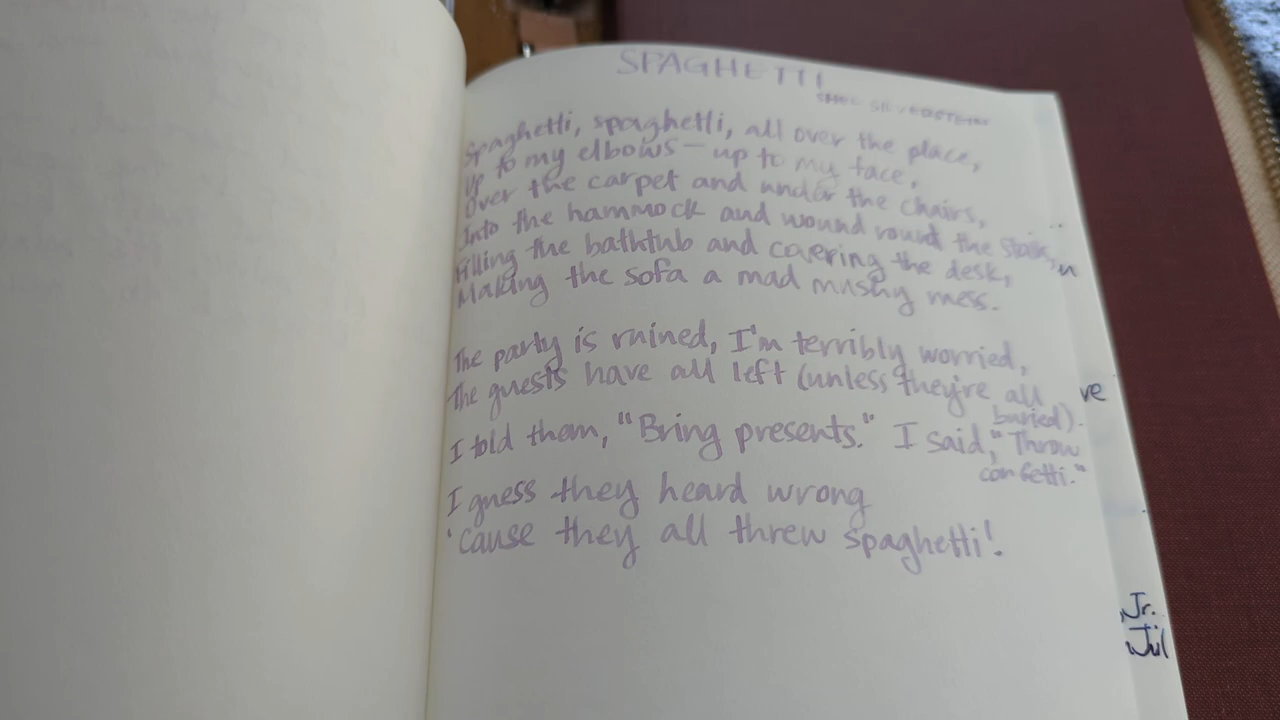 SPAGHETTI
SHEL SILVERSTEIN
Spaghetti, spaghetti, all over the place,
Up to my elbows — up to my face,
Over the carpet and under the chairs,
Into the hammock and wound round the stairs,
Filling the bathtub and covering the desk,
Making the sofa a mad mushy mess.
The party is ruined, I'm terribly worried,
The guests have all left (unless they're all
buried).
I told them, "Bring presents." I said, "Throw
confetti."
I guess they heard wrong
'cause they all threw spaghetti!
ve
Jr.